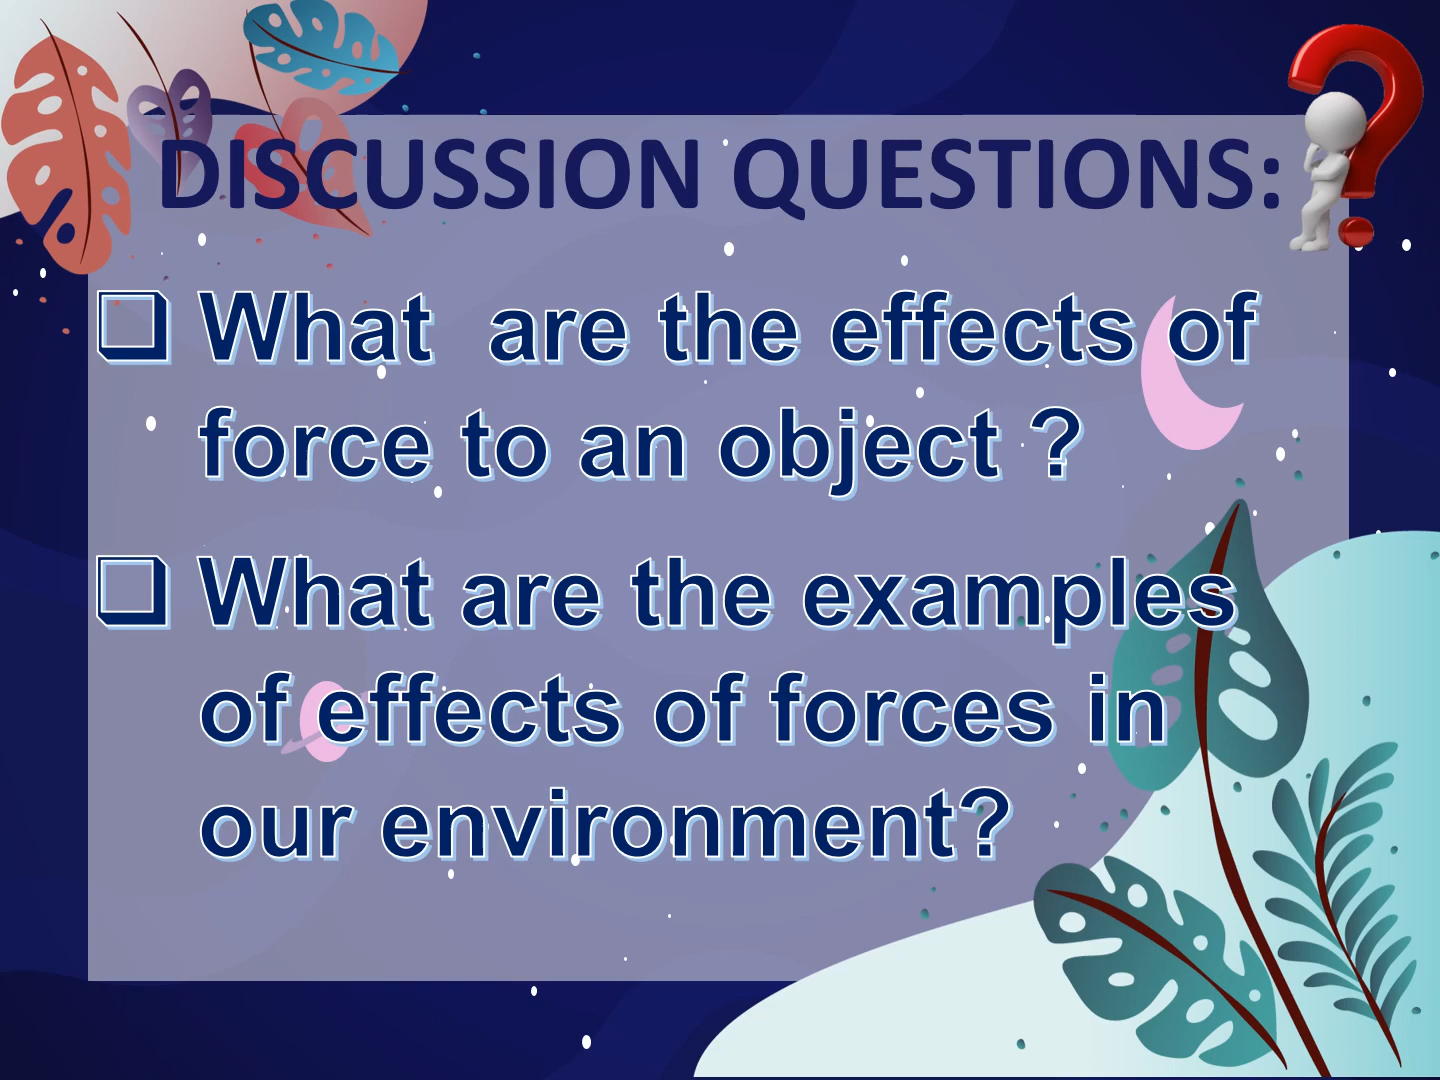 DISCUSSION QUESTIONS:
❑ What  are the effects of
force to an object ?
❑ What are the examples
of effects of forces in
our environment?